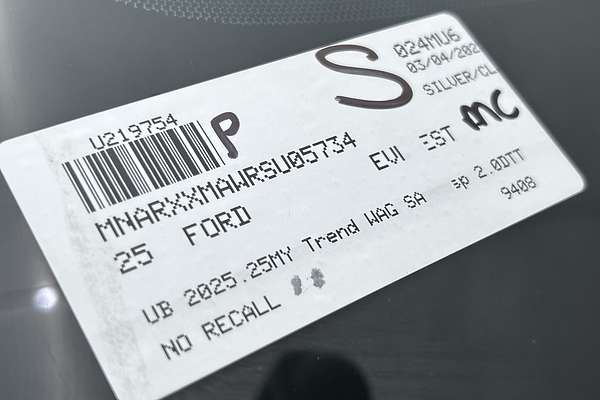 024MU6
S
03/04/202
SILVER/CL
U219754
P
mc
MNARXXMAWRSU05734
25 FORD EVV EST
UB 2025.25MY Trend WAG SA sp 2.0DTT
9408
NO RECALL